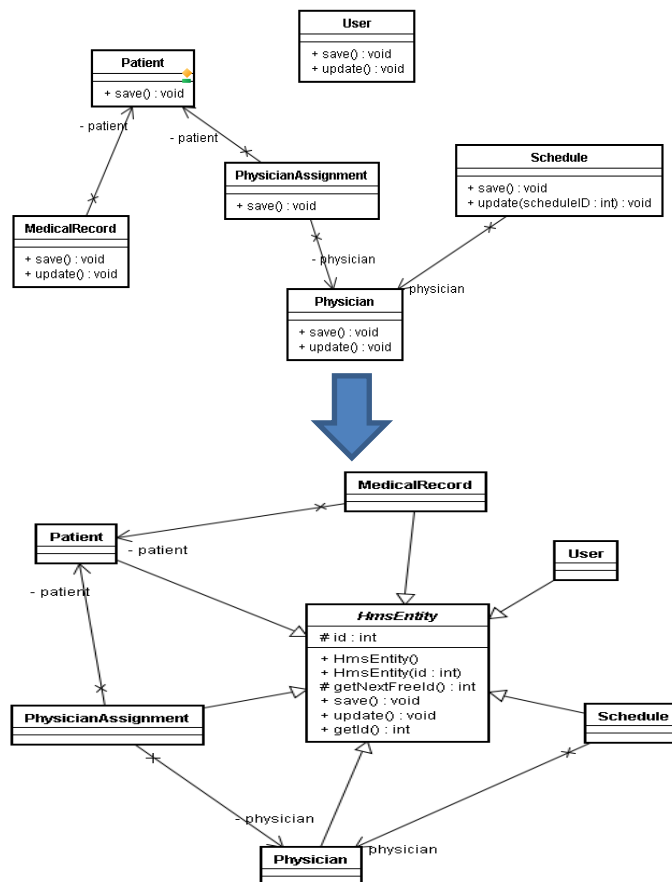 User
+ save() : void
+ update() : void
Patient
+ save() : void
- patient
- patient
PhysicianAssignment
+ save() : void
Schedule
+ save() : void
+ update(scheduleID : int) : void
MedicalRecord
+ save() : void
+ update() : void
- physician
- physician
Physician
+ save() : void
+ update() : void
MedicalRecord
Patient
- patient
User
- patient
HmsEntity
# id : int
+ HmsEntity()
+ HmsEntity(id : int)
# getNextFreeId() : int
+ save() : void
+ update() : void
+ getId() : int
PhysicianAssignment
Schedule
- physician
- physician
Physician